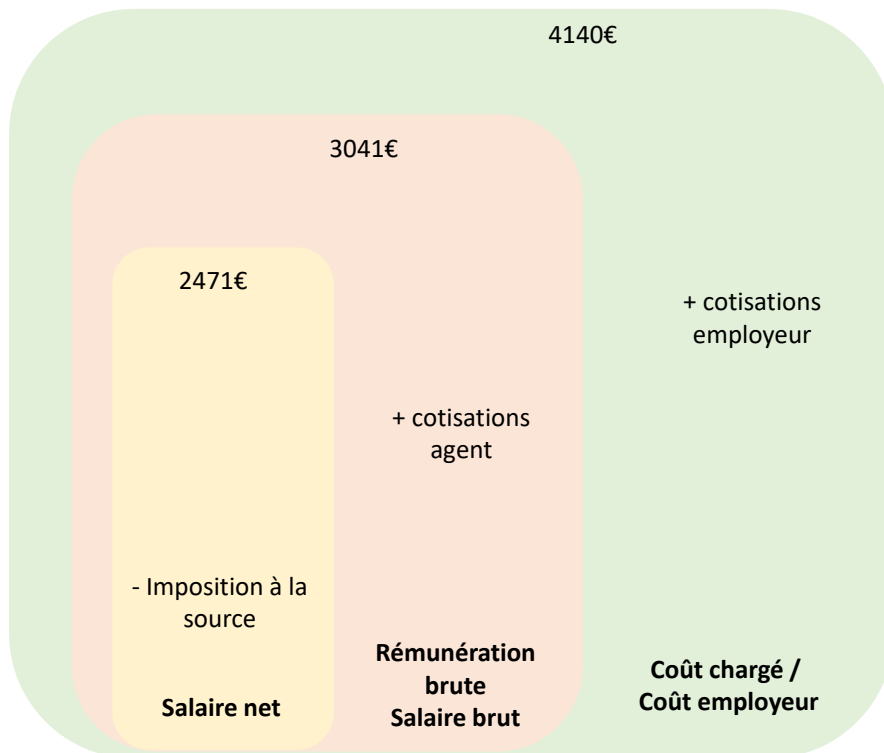 4140€
3041€
2471€
+ cotisations
employeur
+ cotisations
agent
- Imposition à la
source
Salaire net
Rémunération
brute
Salaire brut
Coût chargé /
Coût employeur